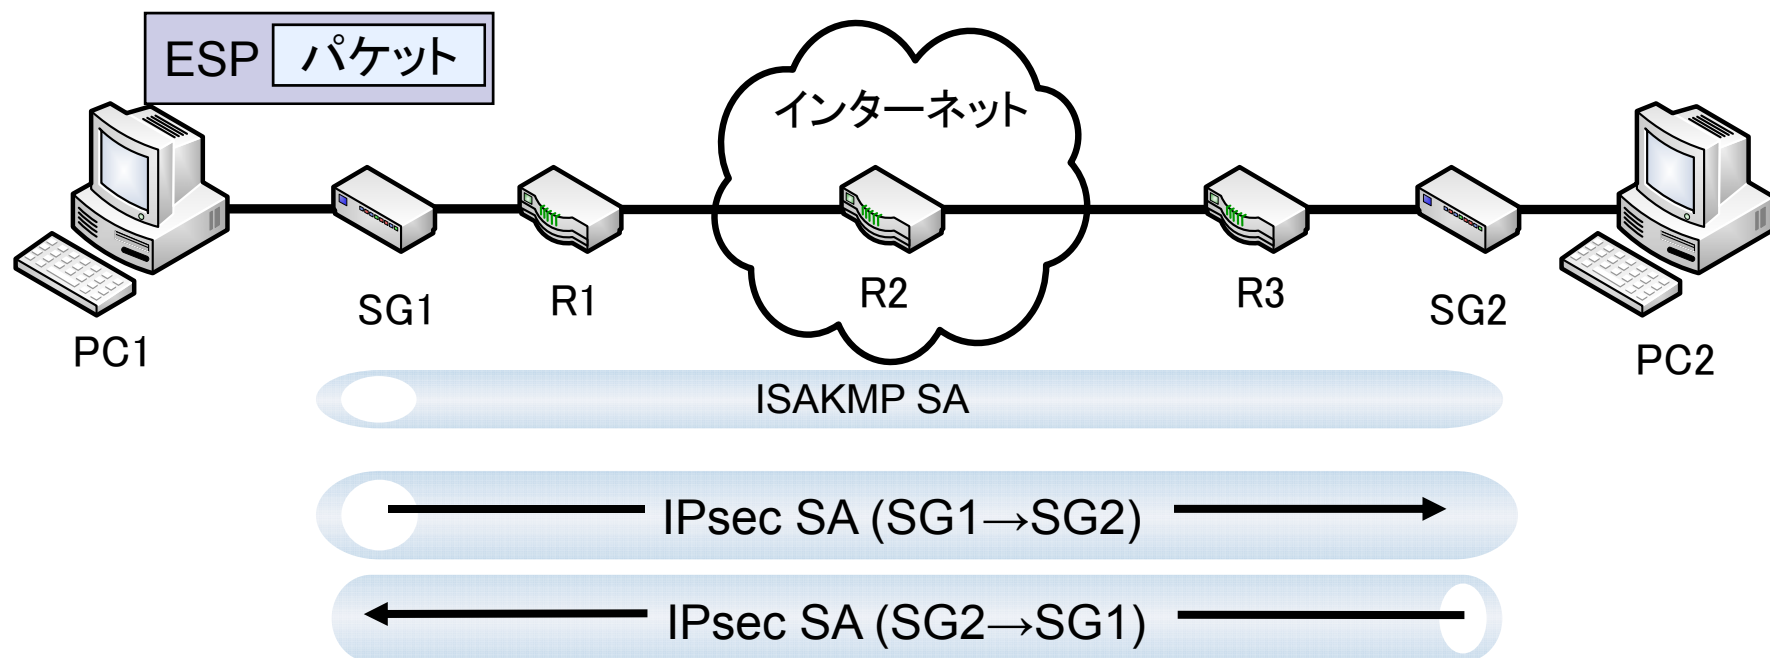 ESP パケット
インターネット
PC1
SG1
R1
R2
R3
SG2
PC2
ISAKMP SA
IPsec SA (SG1→SG2)
IPsec SA (SG2→SG1)